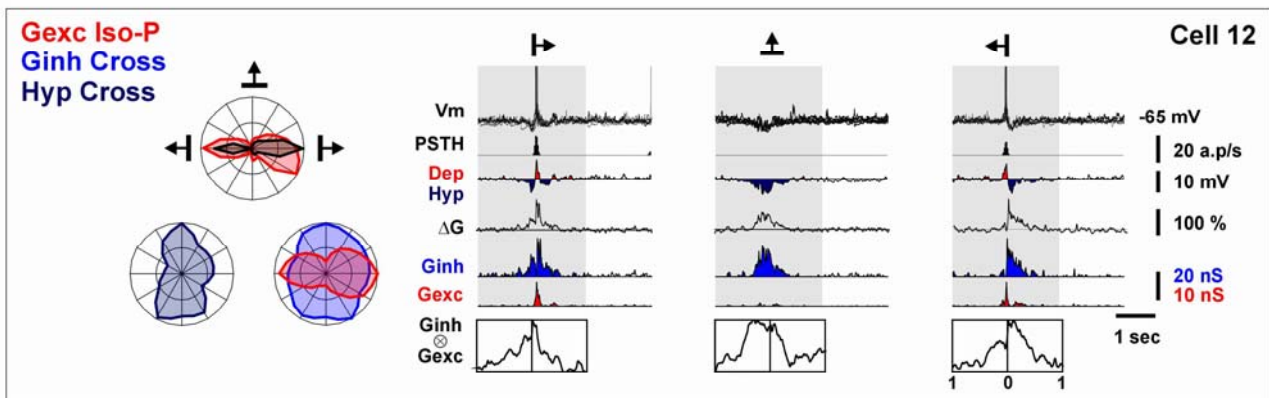 Gexc Iso-P
Ginh Cross
Hyp Cross
Cell 12
Vm
-65 mV
PSTH
20 a.p/s
Dep
Hyp
10 mV
ΔG
100 %
Ginh
20 nS
Gexc
10 nS
Ginh
⊗
Gexc
1 sec
1 0 1